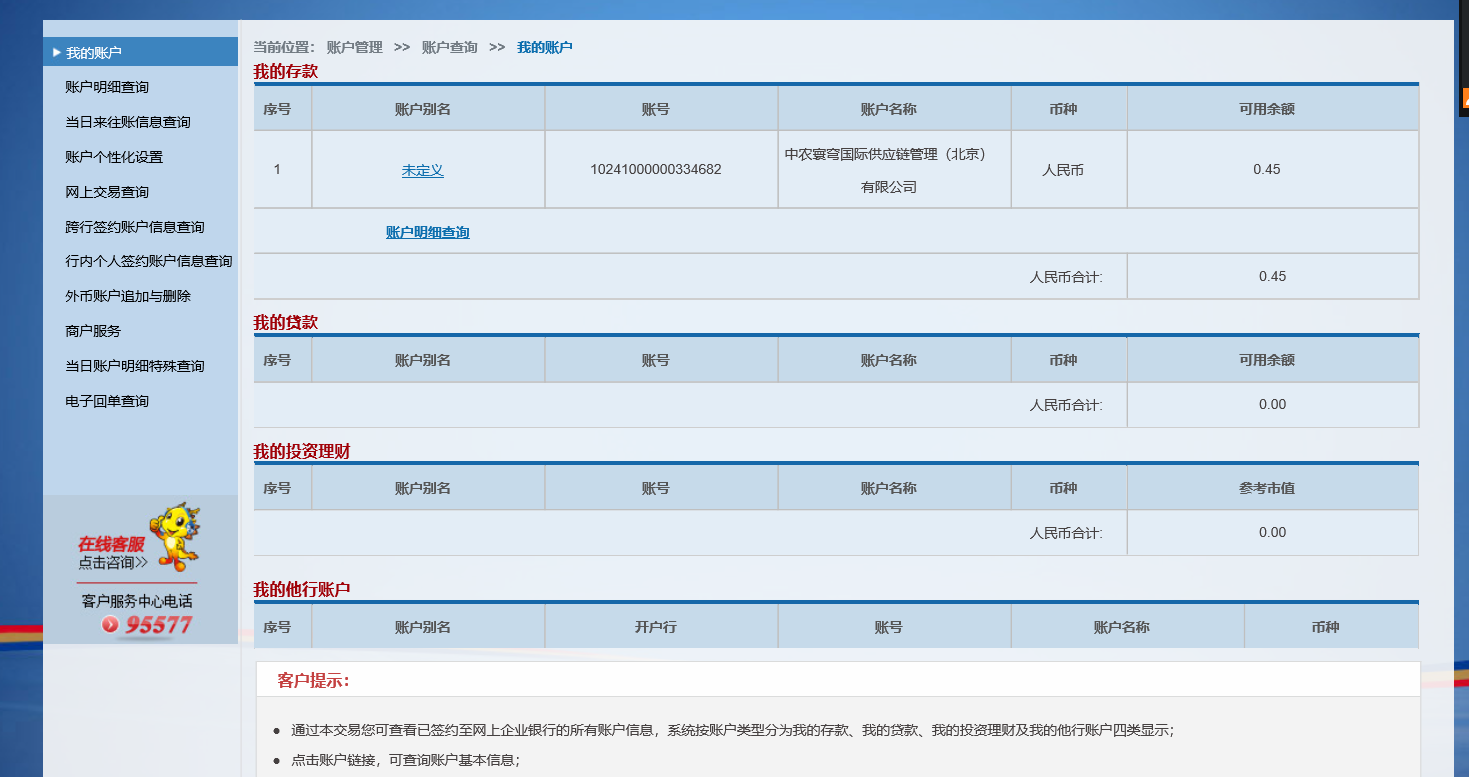 我的账户
账户明细查询
当日来往账信息查询
账户个性化设置
网上交易查询
跨行签约账户信息查询
行内个人签约账户信息查询
外币账户追加与删除
商户服务
当日账户明细特殊查询
电子回单查询
在线客服
点击咨询>>
客户服务中心电话
95577
当前位置： 账户管理 >> 账户查询 >> 我的账户
我的存款
序号 账户别名 账号 账户名称 币种 可用余额
1 未定义 10241000000334682 中农寰穹国际供应链管理（北京） 人民币 0.45
有限公司
账户明细查询
人民币合计: 0.45
我的贷款
序号 账户别名 账号 账户名称 币种 可用余额
人民币合计: 0.00
我的投资理财
序号 账户别名 账号 账户名称 币种 参考市值
人民币合计: 0.00
我的他行账户
序号 账户别名 开户行 账号 账户名称 币种
客户提示：
● 通过本交易您可查看已签约至网上企业银行的所有账户信息，系统按账户类型分为我的存款、我的贷款、我的投资理财及我的他行账户四类显示；
● 点击账户链接，可查询账户基本信息；